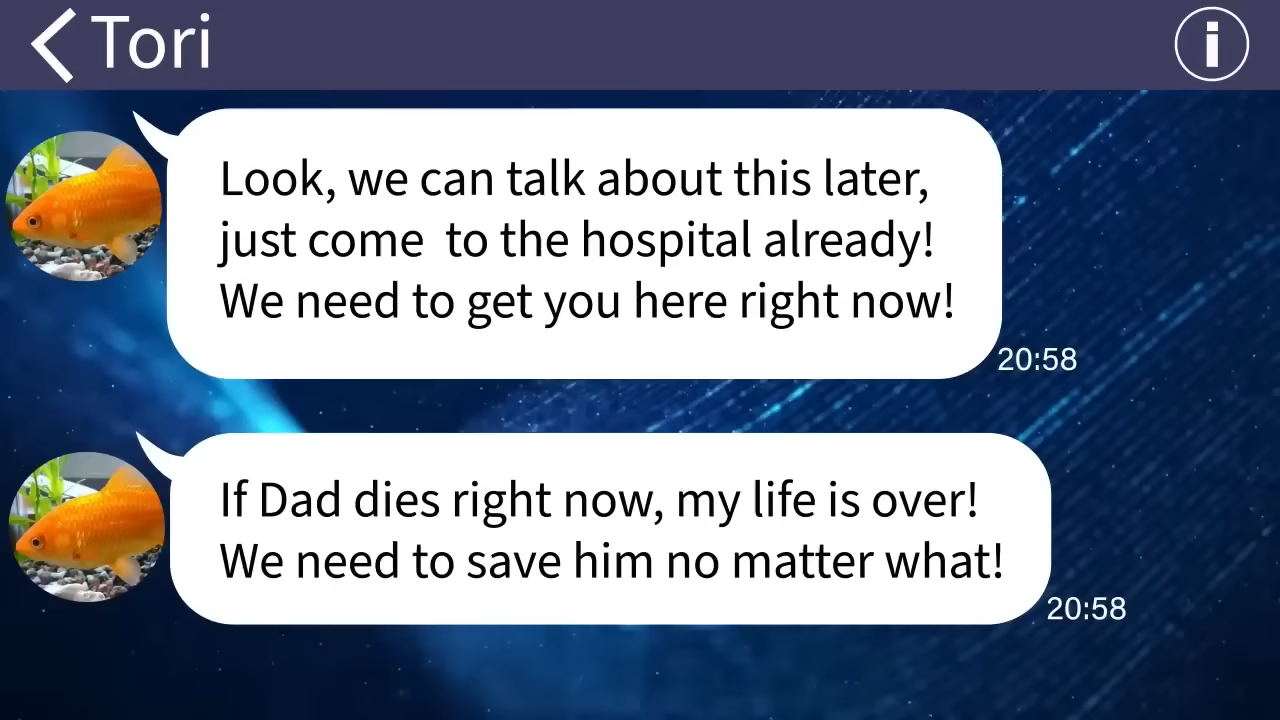 Tori
Look, we can talk about this later,
just come  to the hospital already!
We need to get you here right now!
20:58
If Dad dies right now, my life is over!
We need to save him no matter what!
20:58